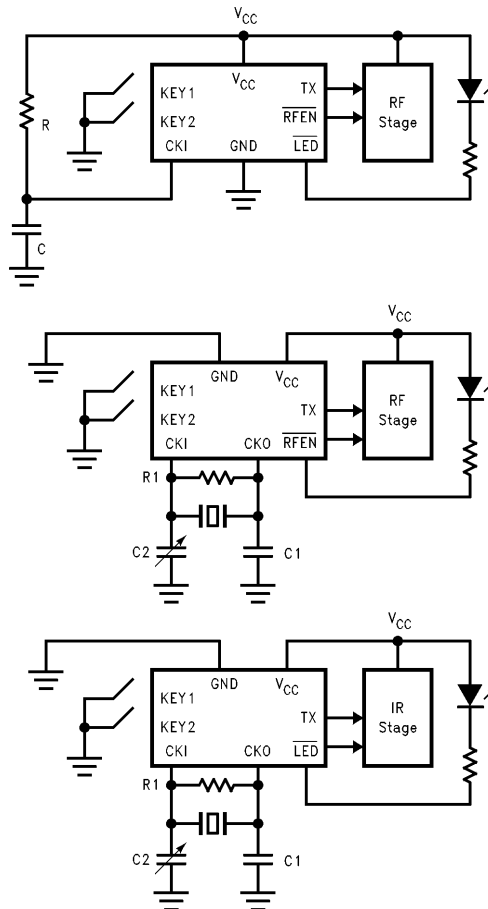 VCC
VCC
KEY1
KEY2
CKI
GND
TX
RFEN
LED
RF
Stage
R
C
VCC
GND
VCC
KEY1
KEY2
CKI
CKO
TX
RFEN
RF
Stage
R1
C2
C1
VCC
GND
VCC
KEY1
KEY2
CKI
CKO
TX
LED
IR
Stage
R1
C2
C1